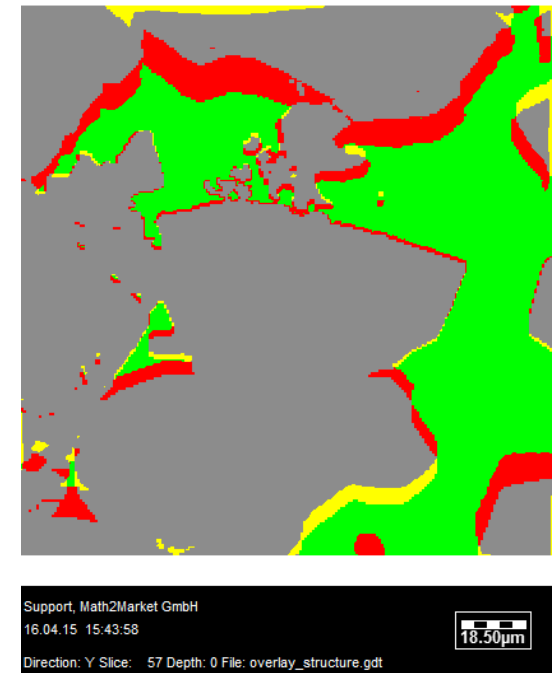 Support, Math2Market GmbH
16.04.15 15:43:58
18.50µm
Direction: Y Slice: 57 Depth: 0 File: overlay_structure.gdt